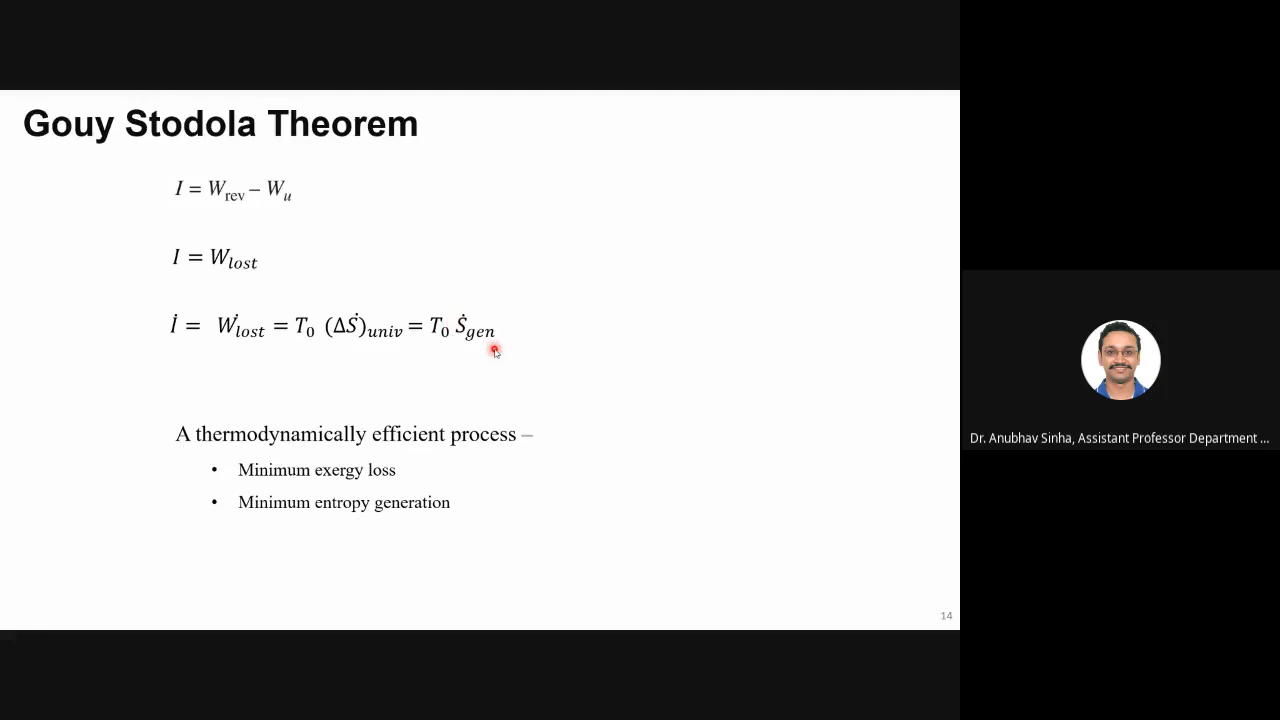 Gouy Stodola Theorem
I = W_rev – W_u
I = W_lost
İ = Ẇ_lost = T_0 (ΔṠ)_univ = T_0 Ṡ_gen
A thermodynamically efficient process –
• Minimum exergy loss
• Minimum entropy generation
14
Dr. Anubhav Sinha, Assistant Professor Department ...